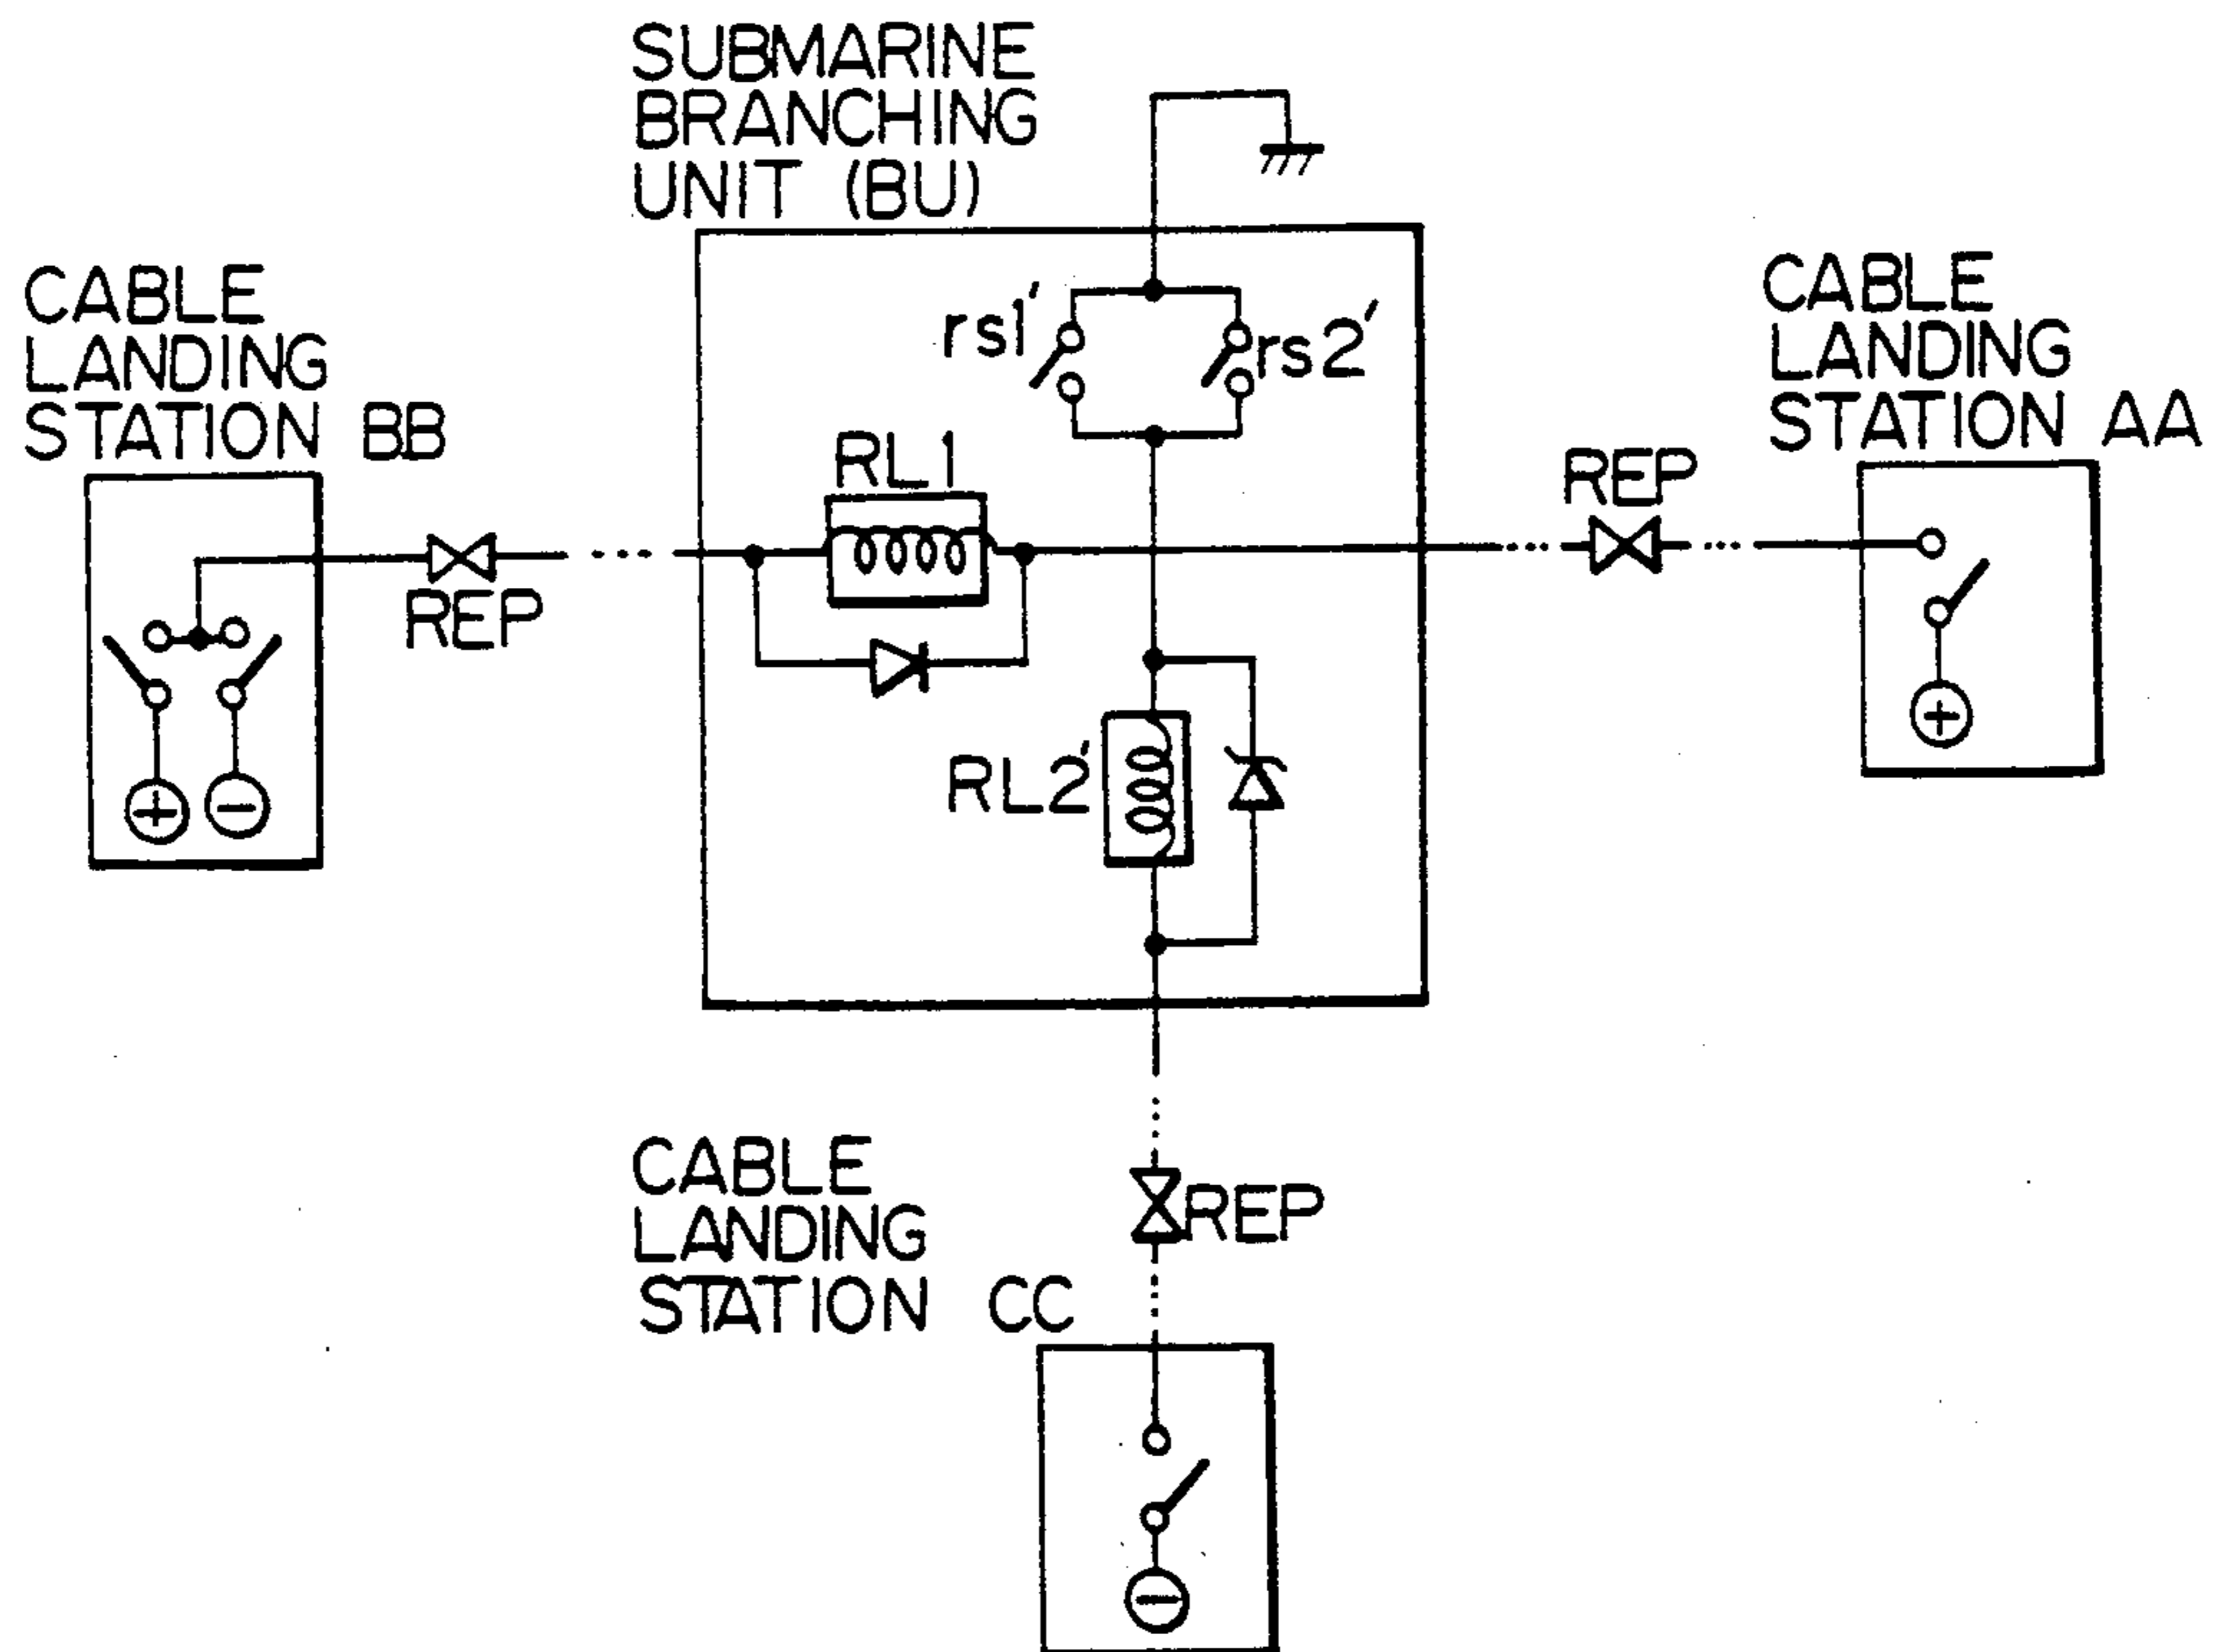 SUBMARINE
BRANCHING
UNIT (BU)
CABLE
LANDING
STATION BB
CABLE
LANDING
STATION AA
rs1′
rs2′
RL1
REP
REP
RL2′
+
+ −
CABLE
LANDING
STATION CC
REP
−